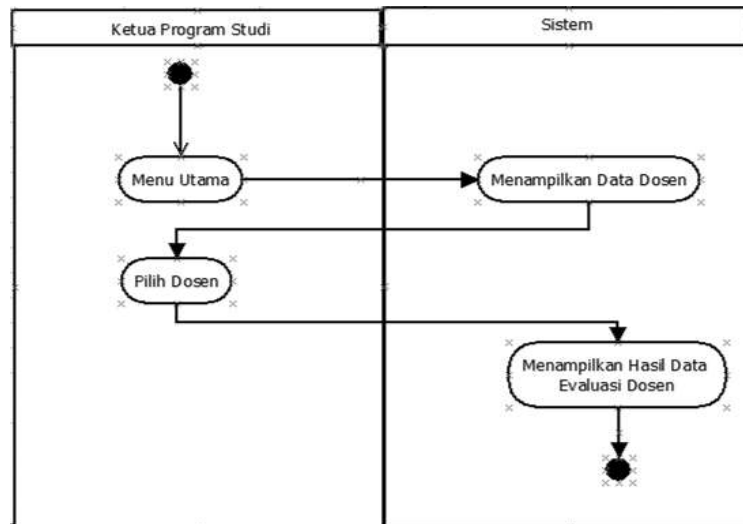 Ketua Program Studi
Sistem
Menu Utama
Menampilkan Data Dosen
Pilih Dosen
Menampilkan Hasil Data
Evaluasi Dosen